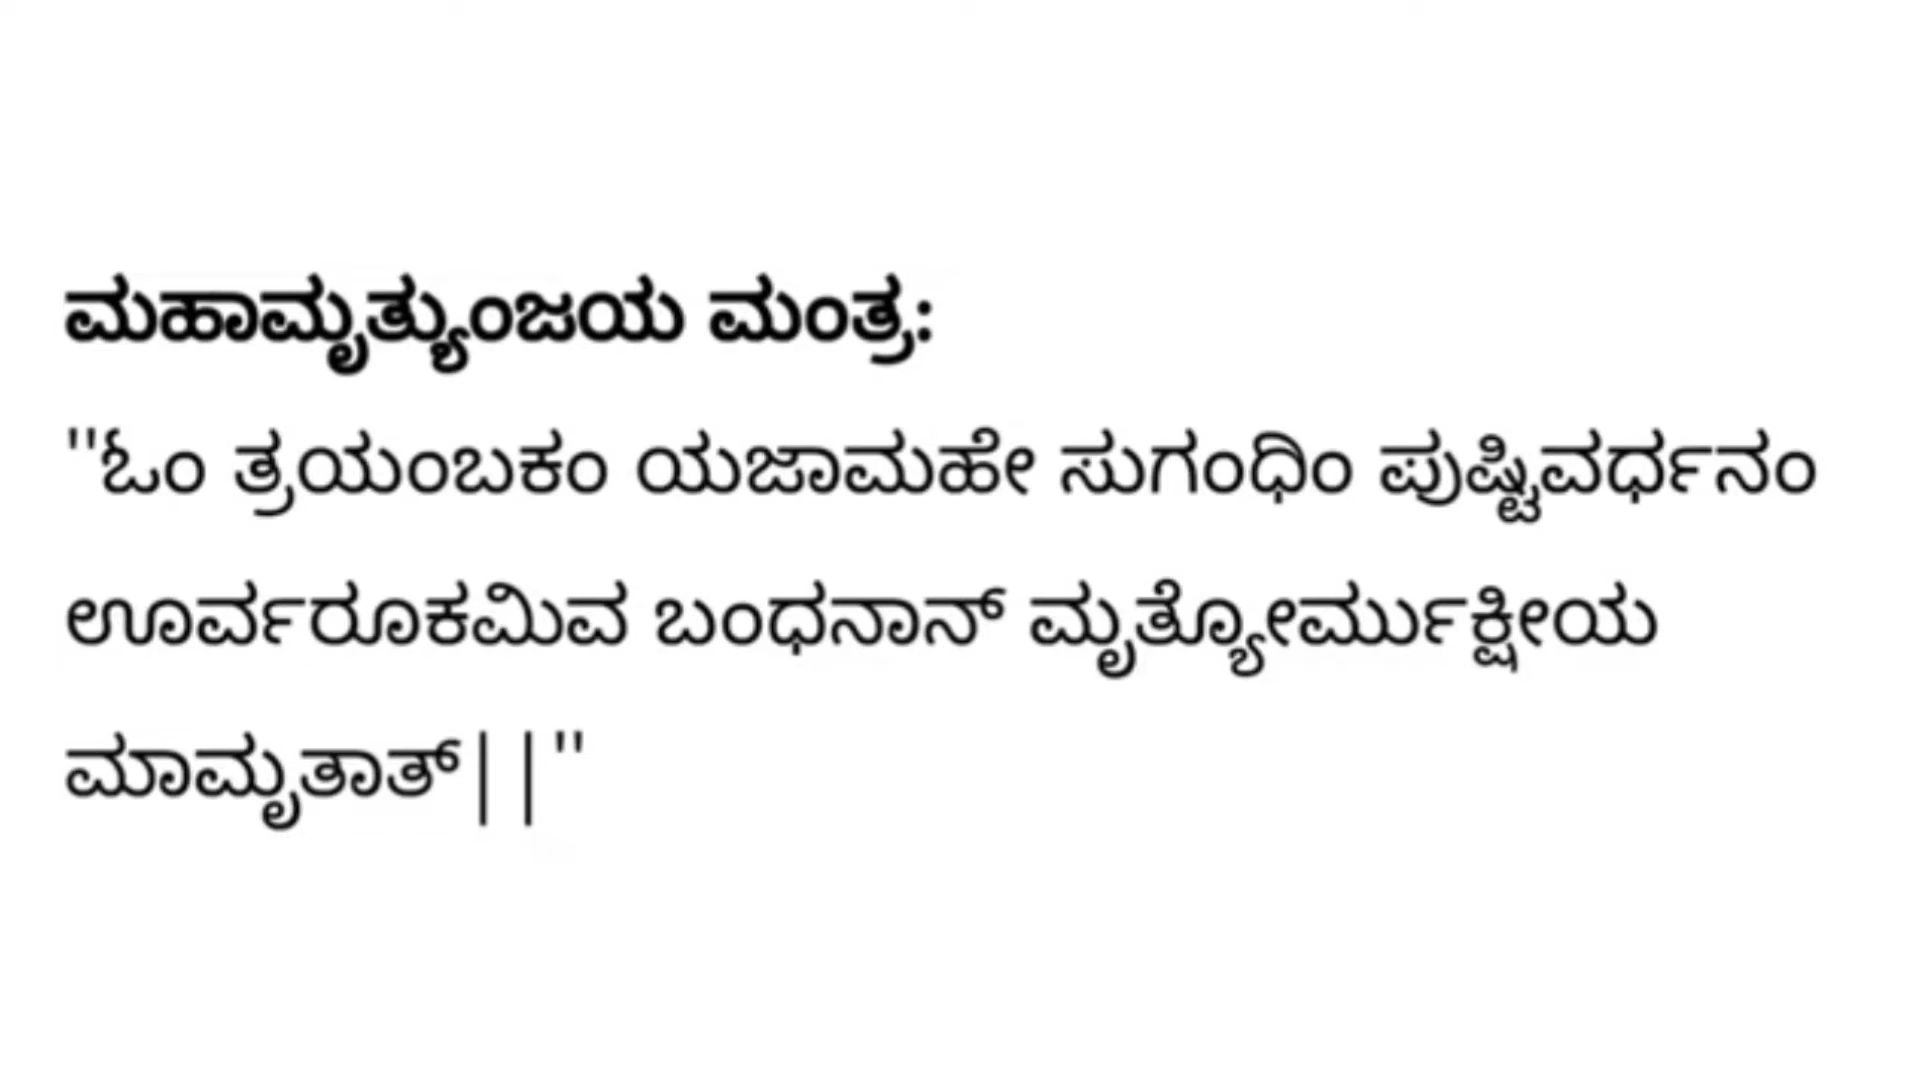 ಮಹಾಮೃತ್ಯುಂಜಯ ಮಂತ್ರ:
"ಓಂ ತ್ರಯಂಬಕಂ ಯಜಾಮಹೇ ಸುಗಂಧಿಂ ಪುಷ್ಟಿವರ್ಧನಂ
ಊರ್ವರೂಕಮಿವ ಬಂಧನಾನ್ ಮೃತ್ಯೋರ್ಮುಕ್ಷೀಯ
ಮಾಮೃತಾತ್||"